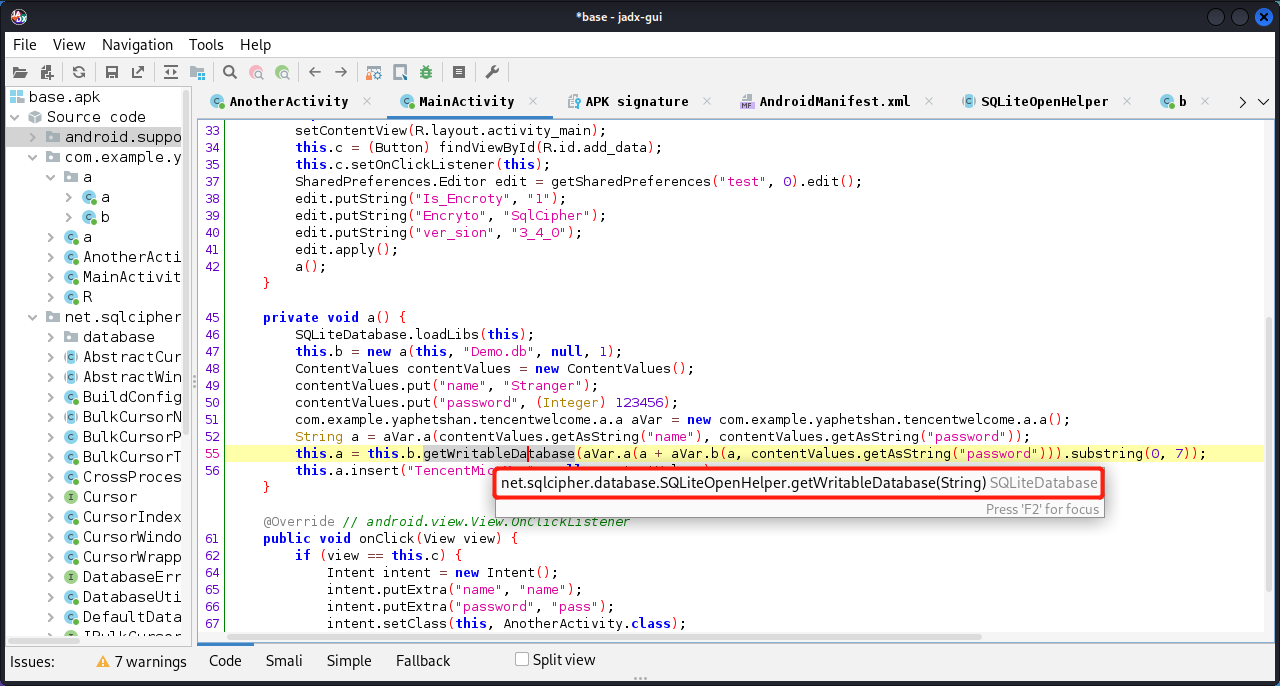 *base - jadx-gui
File View Navigation Tools Help
base.apk
Source code
android.suppo
com.example.y
a
a
b
a
AnotherActi
MainActivit
R
net.sqlcipher
database
AbstractCur
AbstractWin
BuildConfig
BulkCursorN
BulkCursorP
BulkCursorT
CrossProces
Cursor
CursorIndex
CursorWindo
CursorWrapp
DatabaseErr
DatabaseUti
DefaultData
IBulkCursor
AnotherActivity MainActivity APK signature AndroidManifest.xml SQLiteOpenHelper b
33 setContentView(R.layout.activity_main);
34 this.c = (Button) findViewById(R.id.add_data);
35 this.c.setOnClickListener(this);
37 SharedPreferences.Editor edit = getSharedPreferences("test", 0).edit();
38 edit.putString("Is_Encroty", "1");
39 edit.putString("Encryto", "SqlCipher");
40 edit.putString("ver_sion", "3_4_0");
41 edit.apply();
42 a();
}
45 private void a() {
46 SQLiteDatabase.loadLibs(this);
47 this.b = new a(this, "Demo.db", null, 1);
48 ContentValues contentValues = new ContentValues();
49 contentValues.put("name", "Stranger");
50 contentValues.put("password", (Integer) 123456);
51 com.example.yaphetshan.tencentwelcome.a.a aVar = new com.example.yaphetshan.tencentwelcome.a.a();
52 String a = aVar.a(contentValues.getAsString("name"), contentValues.getAsString("password"));
55 this.a = this.b.getWritableDatabase(aVar.a(a + aVar.b(a, contentValues.getAsString("password"))).substring(0, 7));
56 this.a.insert("TencentMic
net.sqlcipher.database.SQLiteOpenHelper.getWritableDatabase(String) SQLiteDatabase
Press 'F2' for focus
}
@Override // android.view.View.OnClickListener
61 public void onClick(View view) {
62 if (view == this.c) {
64 Intent intent = new Intent();
65 intent.putExtra("name", "name");
66 intent.putExtra("password", "pass");
67 intent.setClass(this, AnotherActivity.class);
Issues: 7 warnings Code Smali Simple Fallback Split view